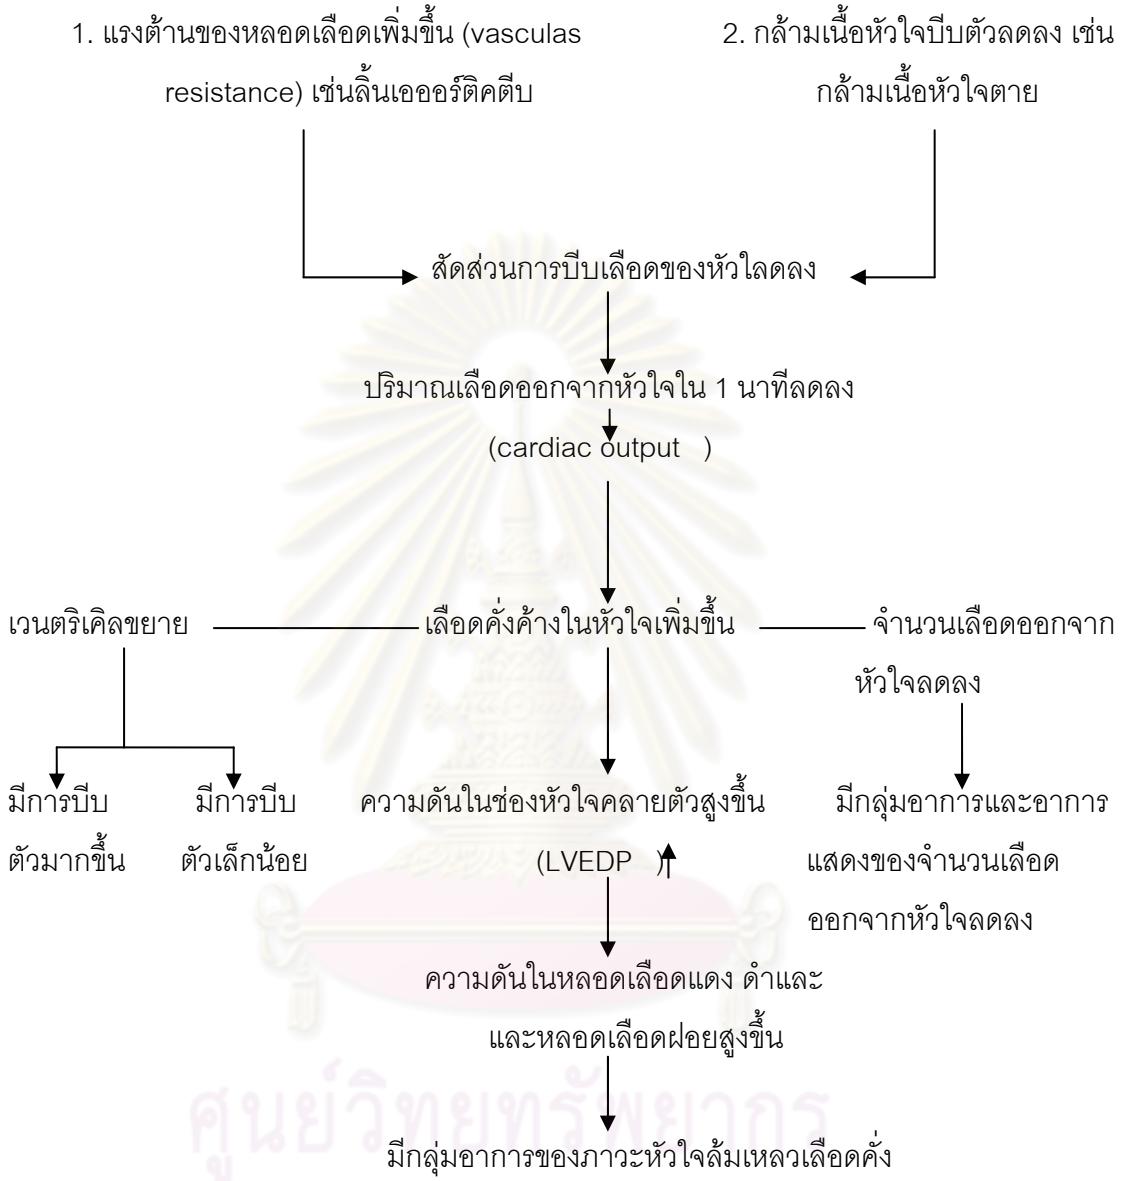 1. แรงต้านของหลอดเลือดเพิ่มขึ้น (vasculas
resistance) เช่นลิ้นเอออร์ติคตีบ
2. กล้ามเนื้อหัวใจบีบตัวลดลง เช่น
กล้ามเนื้อหัวใจตาย
สัดส่วนการบีบเลือดของหัวใลดลง
ปริมาณเลือดออกจากหัวใจใน 1 นาทีลดลง
(cardiac output )
เวนตริเคิลขยาย
เลือดคั่งค้างในหัวใจเพิ่มขึ้น
จำนวนเลือดออกจาก
หัวใจลดลง
มีการบีบ
ตัวมากขึ้น
มีการบีบ
ตัวเล็กน้อย
ความดันในช่องหัวใจคลายตัวสูงขึ้น
(LVEDP )
มีกลุ่มอาการและอาการ
แสดงของจำนวนเลือด
ออกจากหัวใจลดลง
ความดันในหลอดเลือดแดง ดำและ
และหลอดเลือดฝอยสูงขึ้น
ศูนย์วิทยทรัพยากร
มีกลุ่มอาการของภาวะหัวใจล้มเหลวเลือดคั่ง